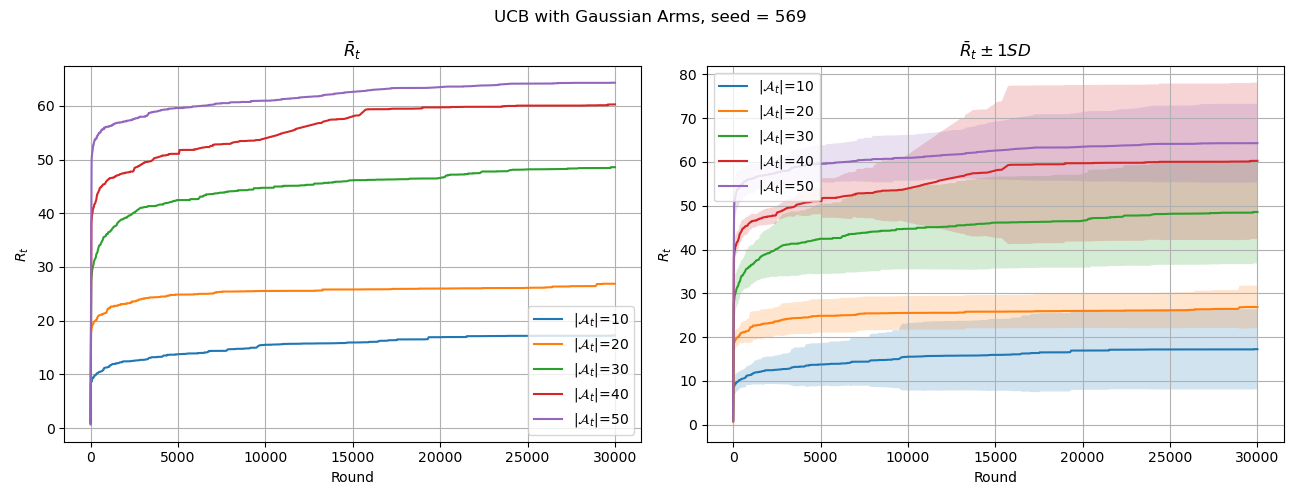 UCB with Gaussian Arms, seed = 569
R̄ₜ
R_t
60
50
40
30
20
10
0
|𝒜ₜ|=10
|𝒜ₜ|=20
|𝒜ₜ|=30
|𝒜ₜ|=40
|𝒜ₜ|=50
0 5000 10000 15000 20000 25000 30000
Round
R̄ₜ ± 1SD
R_t
80
70
60
50
40
30
20
10
0
|𝒜ₜ|=10
|𝒜ₜ|=20
|𝒜ₜ|=30
|𝒜ₜ|=40
|𝒜ₜ|=50
0 5000 10000 15000 20000 25000 30000
Round